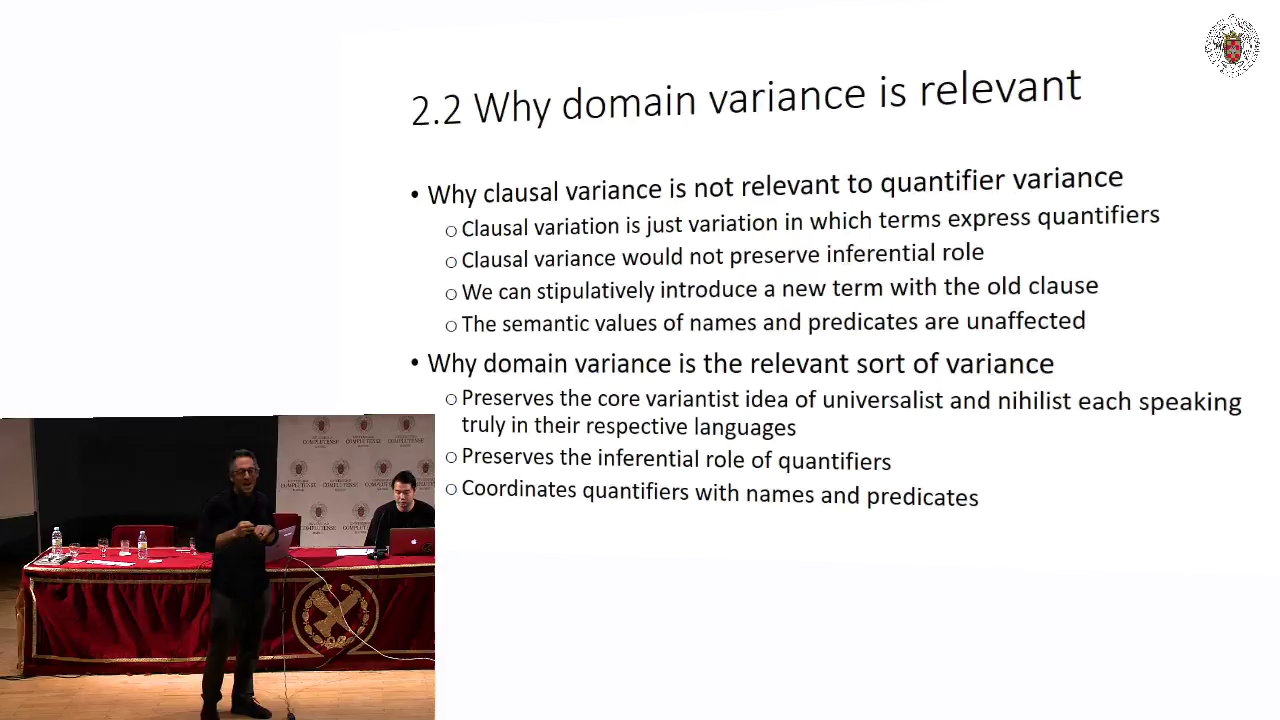 2.2 Why domain variance is relevant
• Why clausal variance is not relevant to quantifier variance
○ Clausal variation is just variation in which terms express quantifiers
○ Clausal variance would not preserve inferential role
○ We can stipulatively introduce a new term with the old clause
○ The semantic values of names and predicates are unaffected
• Why domain variance is the relevant sort of variance
○ Preserves the core variantist idea of universalist and nihilist each speaking
truly in their respective languages
○ Preserves the inferential role of quantifiers
○ Coordinates quantifiers with names and predicates
COMPLUTENSE
COMPLUTENSE
COMPLUTENSE
COMPLUTENSE